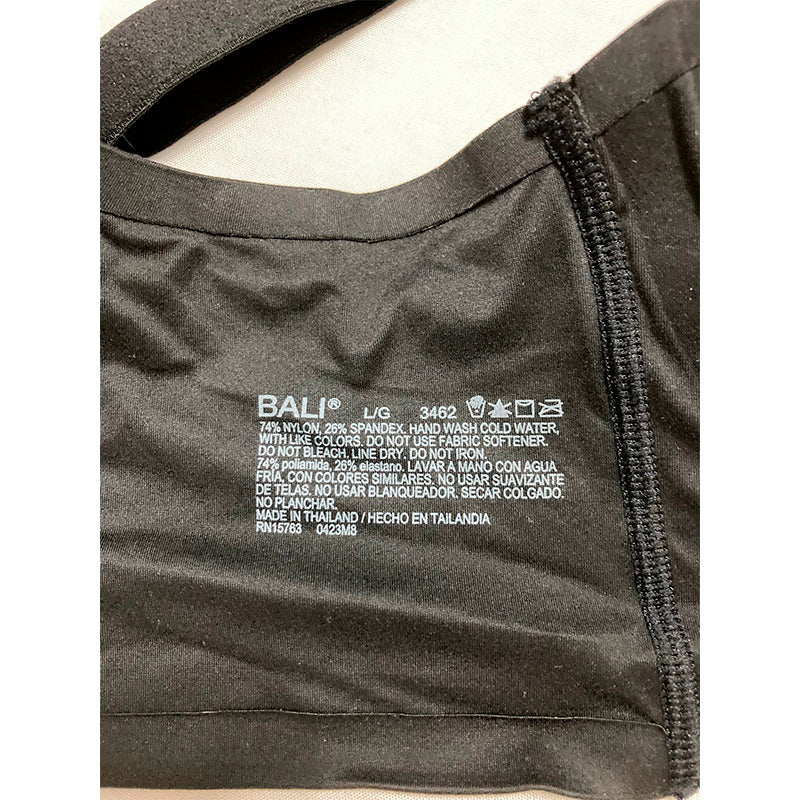 BALI® L/G 3462
74% NYLON, 26% SPANDEX. HAND WASH COLD WATER,
WITH LIKE COLORS. DO NOT USE FABRIC SOFTENER.
DO NOT BLEACH. LINE DRY. DO NOT IRON.
74% poliamida, 26% elastano. LAVAR A MANO CON AGUA
FRÍA, CON COLORES SIMILARES. NO USAR SUAVIZANTE
DE TELAS. NO USAR BLANQUEADOR. SECAR COLGADO.
NO PLANCHAR.
MADE IN THAILAND / HECHO EN TAILANDIA
RN15763 0423M8